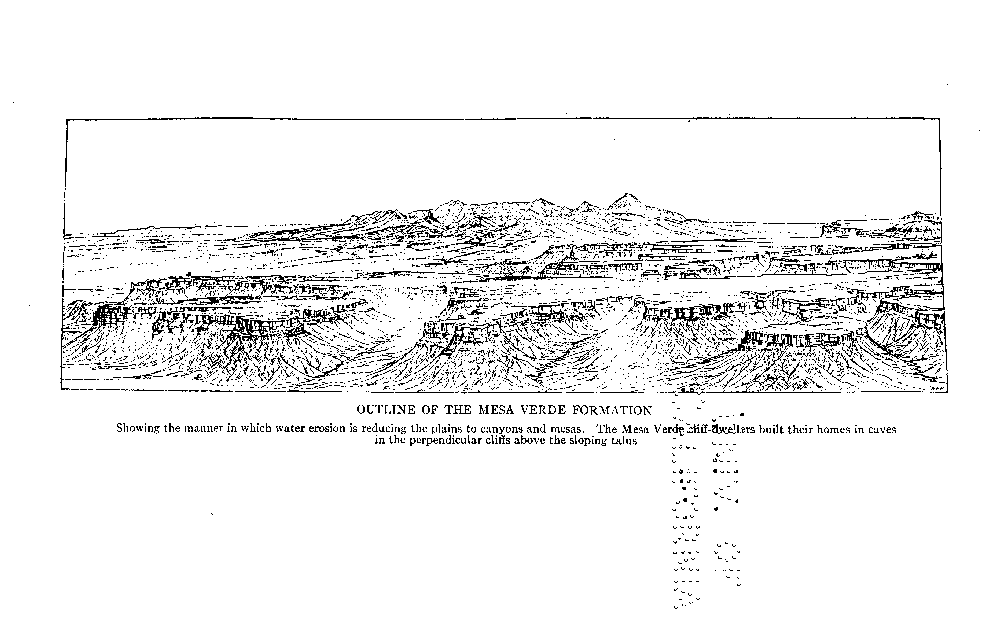 OUTLINE OF THE MESA VERDE FORMATION
Showing the manner in which water erosion is reducing the plains to canyons and mesas. The Mesa Verde cliff-dwellers built their homes in caves
in the perpendicular cliffs above the sloping talus